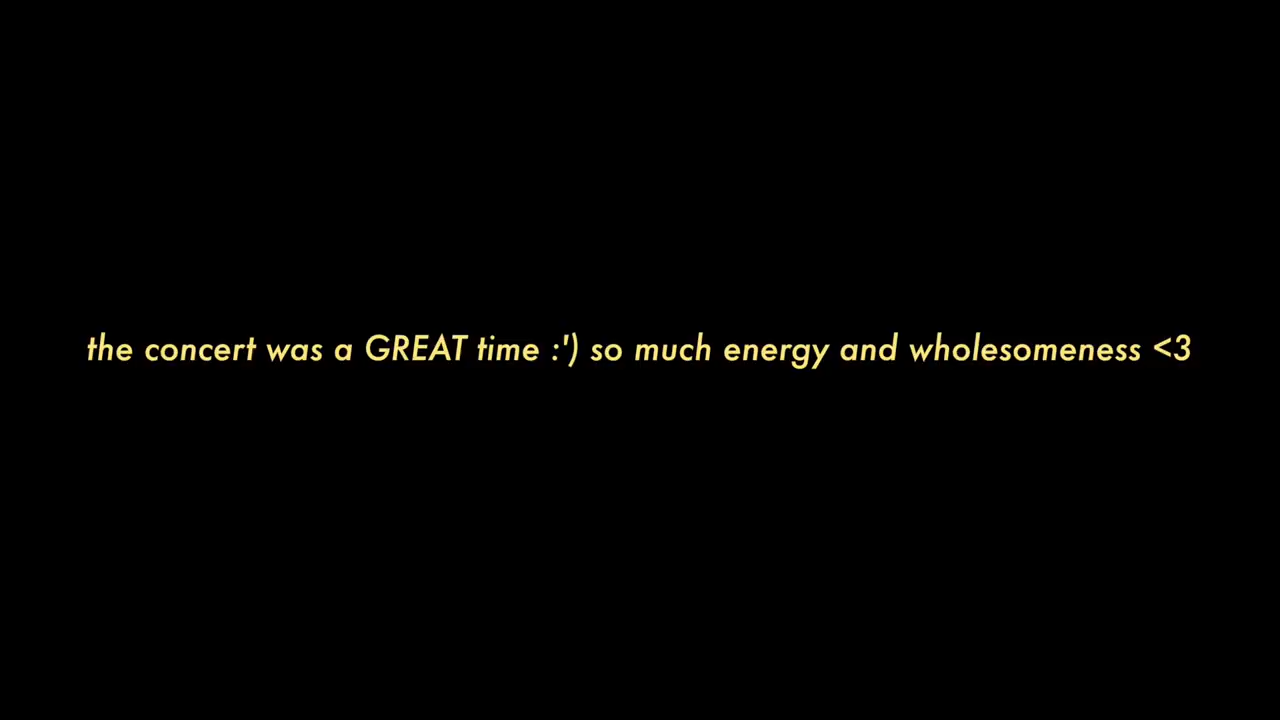 the concert was a GREAT time :') so much energy and wholesomeness <3